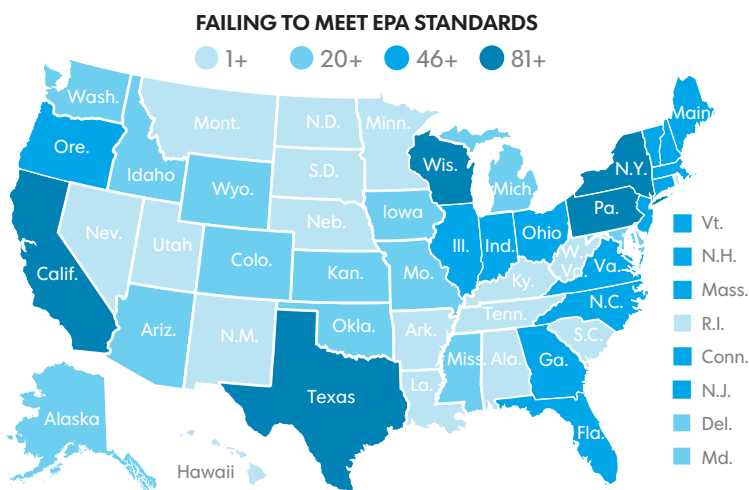 FAILING TO MEET EPA STANDARDS
1+ 20+ 46+ 81+
Wash.
Mont.
N.D.
Minn.
Main
Ore.
Idaho
Wyo.
S.D.
Wis.
Mich
N.Y.
Nev.
Utah
Colo.
Neb.
Iowa
Ill.
Ind.
Ohio
Pa.
Calif.
Kan.
Mo.
Ky.
W.
Va.
Va.
N.C.
Tenn.
Ariz.
N.M.
Okla.
Ark.
S.C.
Miss.
Ala.
Ga.
Texas
La.
Fla.
Alaska
Hawaii
Vt.
N.H.
Mass.
R.I.
Conn.
N.J.
Del.
Md.